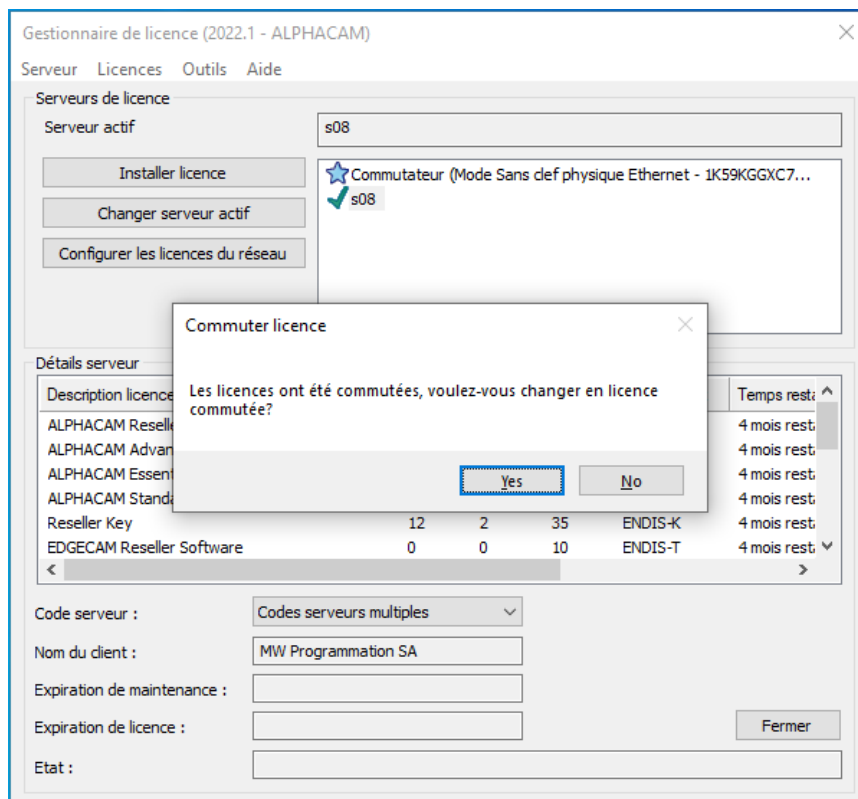 Gestionnaire de licence (2022.1 - ALPHACAM)
Serveur Licences Outils Aide
Serveurs de licence
Serveur actif
s08
Installer licence
Changer serveur actif
Configurer les licences du réseau
Commutateur (Mode Sans clef physique Ethernet - 1K59KGGXC7...
s08
Commuter licence
Les licences ont été commutées, voulez-vous changer en licence
commutée?
Yes No
Détails serveur
Description licence Temps resta
ALPHACAM Reselle 4 mois resta
ALPHACAM Advan 4 mois resta
ALPHACAM Essent 4 mois resta
ALPHACAM Standa 4 mois resta
Reseller Key 12 2 35 ENDIS-K 4 mois resta
EDGECAM Reseller Software 0 0 10 ENDIS-T 4 mois resta
Code serveur : Codes serveurs multiples
Nom du client : MW Programmation SA
Expiration de maintenance :
Expiration de licence :
Fermer
Etat :